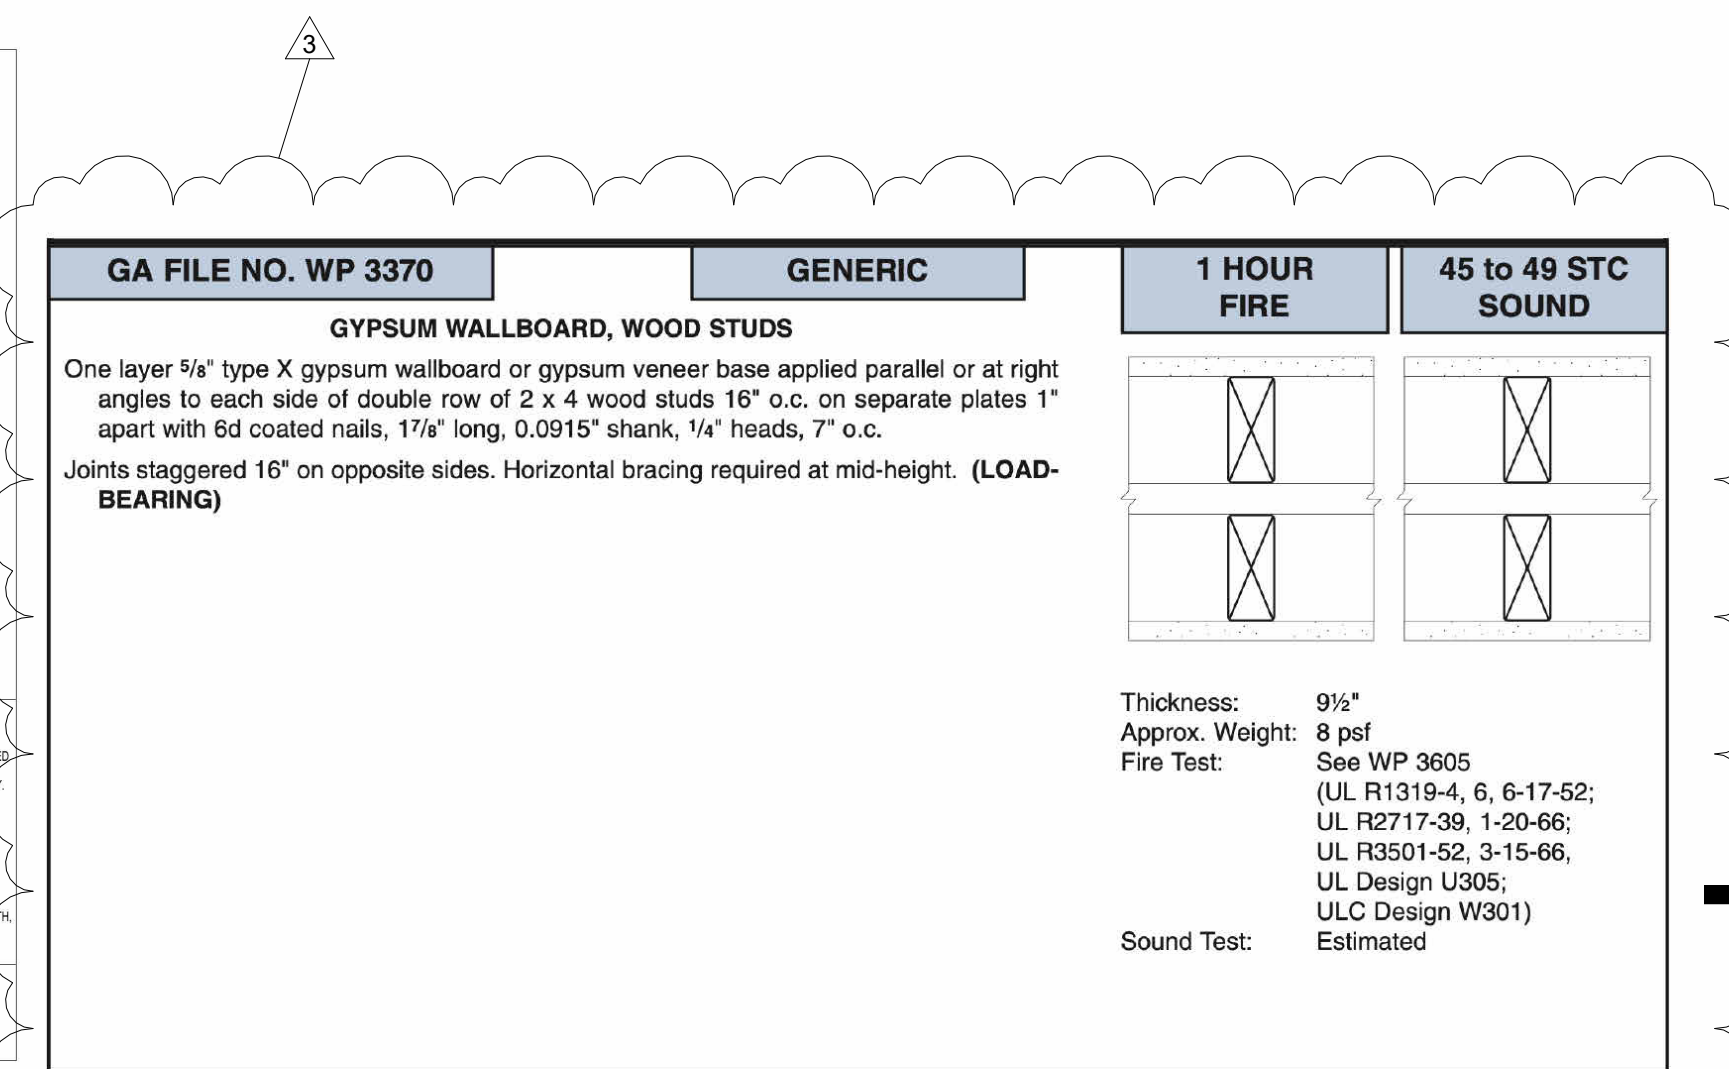 3
GA FILE NO. WP 3370
GENERIC
1 HOUR
FIRE
45 to 49 STC
SOUND
GYPSUM WALLBOARD, WOOD STUDS
One layer 5/8" type X gypsum wallboard or gypsum veneer base applied parallel or at right
angles to each side of double row of 2 x 4 wood studs 16" o.c. on separate plates 1"
apart with 6d coated nails, 1 7/8" long, 0.0915" shank, 1/4" heads, 7" o.c.
Joints staggered 16" on opposite sides. Horizontal bracing required at mid-height. (LOAD-
BEARING)
Thickness: 9½"
Approx. Weight: 8 psf
Fire Test: See WP 3605
(UL R1319-4, 6, 6-17-52;
UL R2717-39, 1-20-66;
UL R3501-52, 3-15-66,
UL Design U305;
ULC Design W301)
Sound Test: Estimated